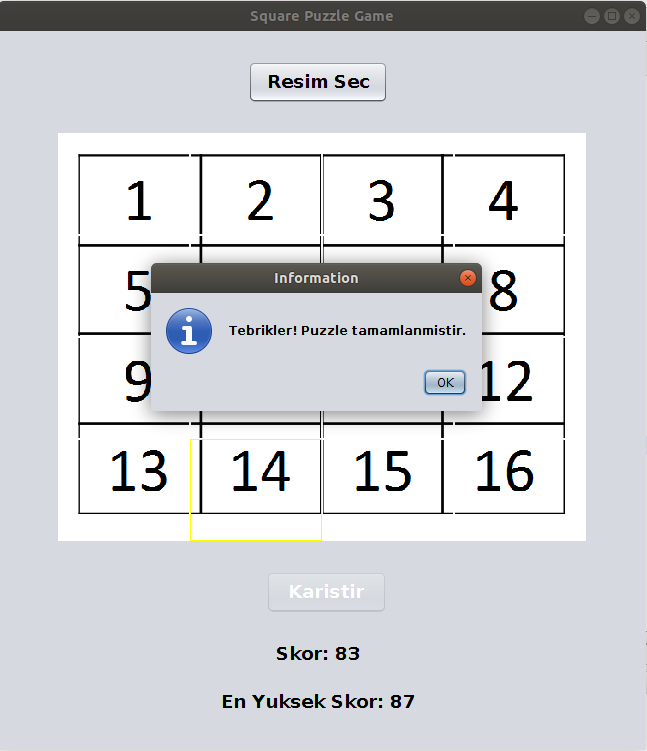 Square Puzzle Game
Resim Sec
1 2 3 4
5 8
Information
Tebrikler! Puzzle tamamlanmistir.
OK
9 12
13 14 15 16
Karistir
Skor: 83
En Yuksek Skor: 87